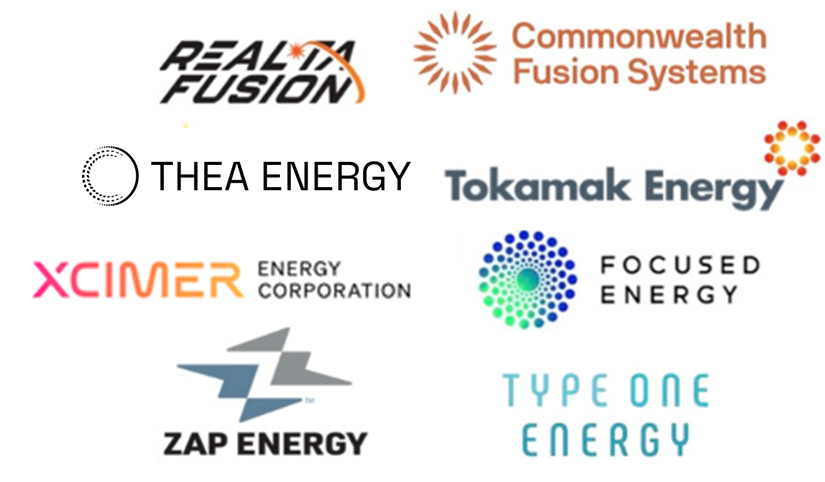 REALTA
FUSION
Commonwealth
Fusion Systems
THEA ENERGY
Tokamak Energy
XCIMER ENERGY
CORPORATION
FOCUSED
ENERGY
TM
ZAP ENERGY
TYPE ONE
ENERGY